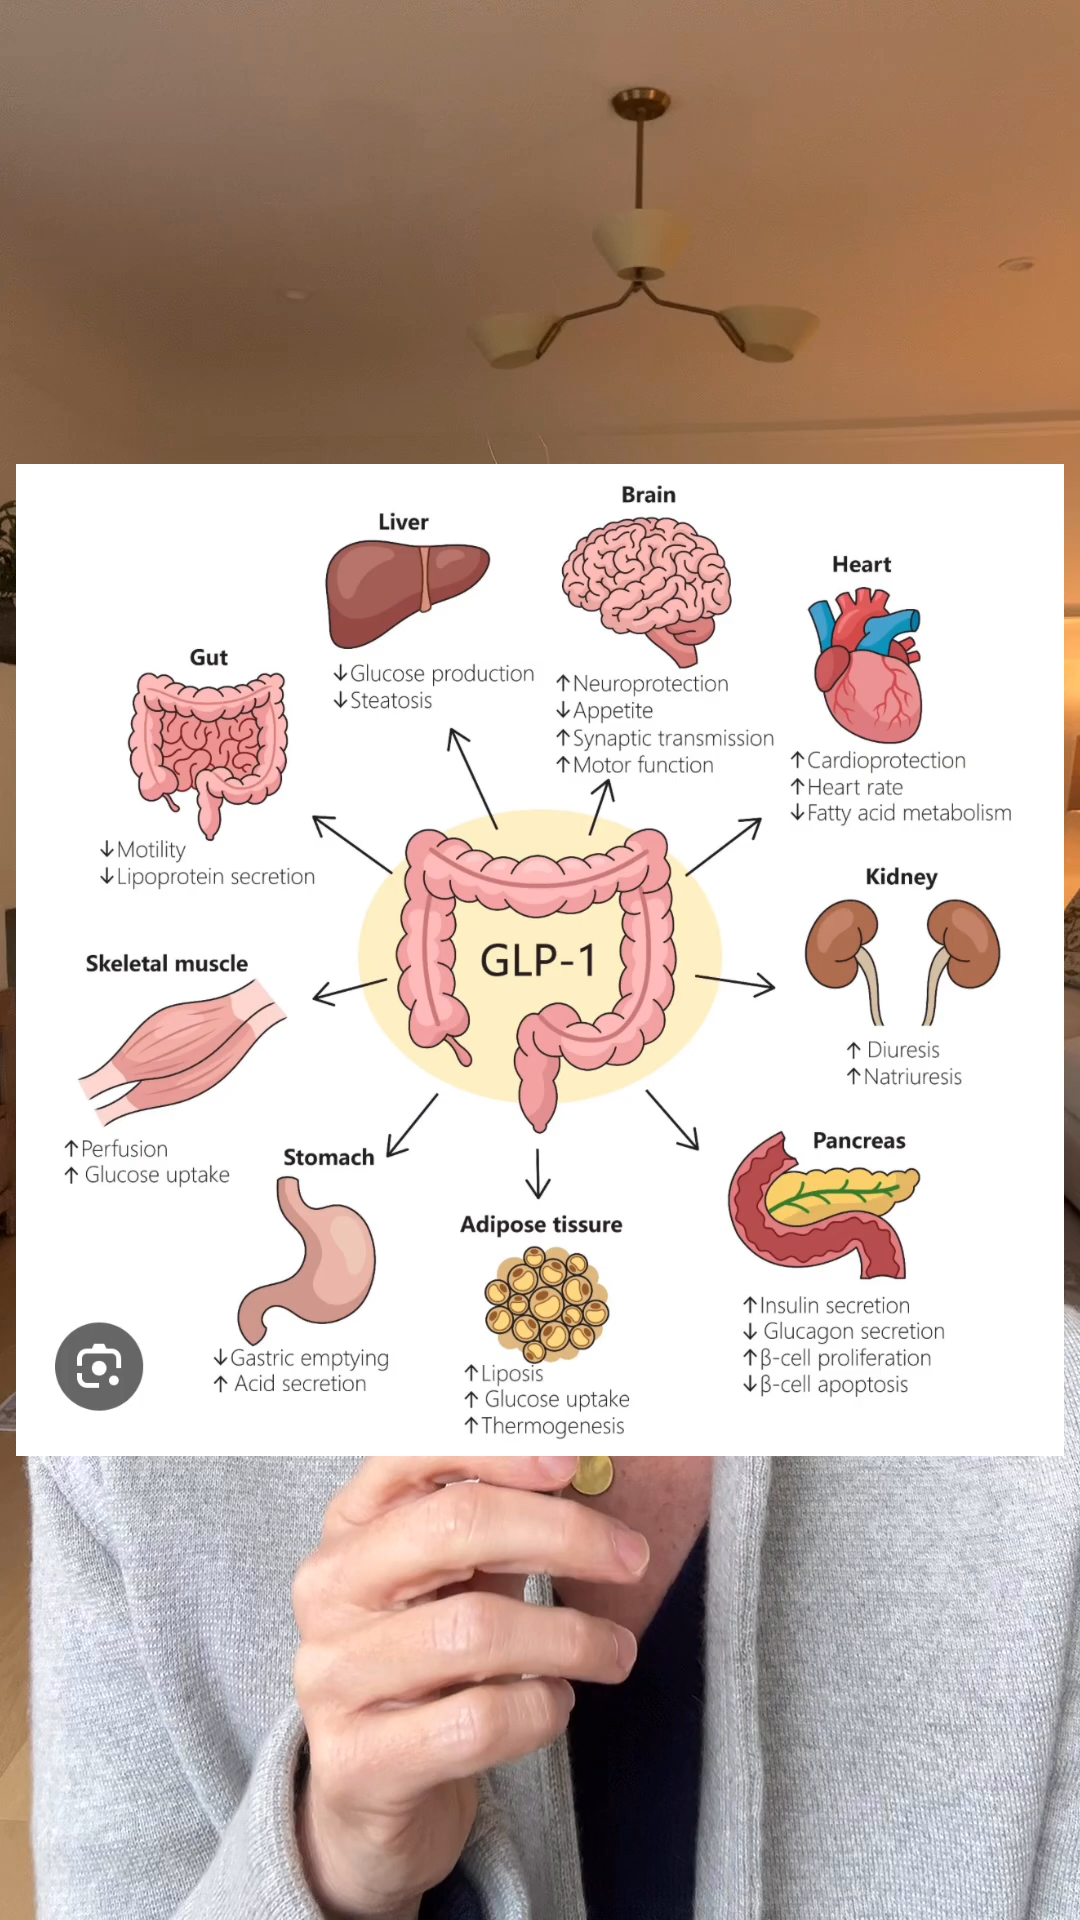 Brain
Liver
Heart
Gut
↓Glucose production
↓Steatosis
↑Neuroprotection
↓Appetite
↑Synaptic transmission
↑Motor function
↑Cardioprotection
↑Heart rate
↓Fatty acid metabolism
↓Motility
↓Lipoprotein secretion
Kidney
GLP-1
Skeletal muscle
↑ Diuresis
↑Natriuresis
↑Perfusion
↑ Glucose uptake
Stomach
Pancreas
Adipose tissure
↑Insulin secretion
↓ Glucagon secretion
↑β-cell proliferation
↓β-cell apoptosis
↓Gastric emptying
↑ Acid secretion
↑Liposis
↑ Glucose uptake
↑Thermogenesis